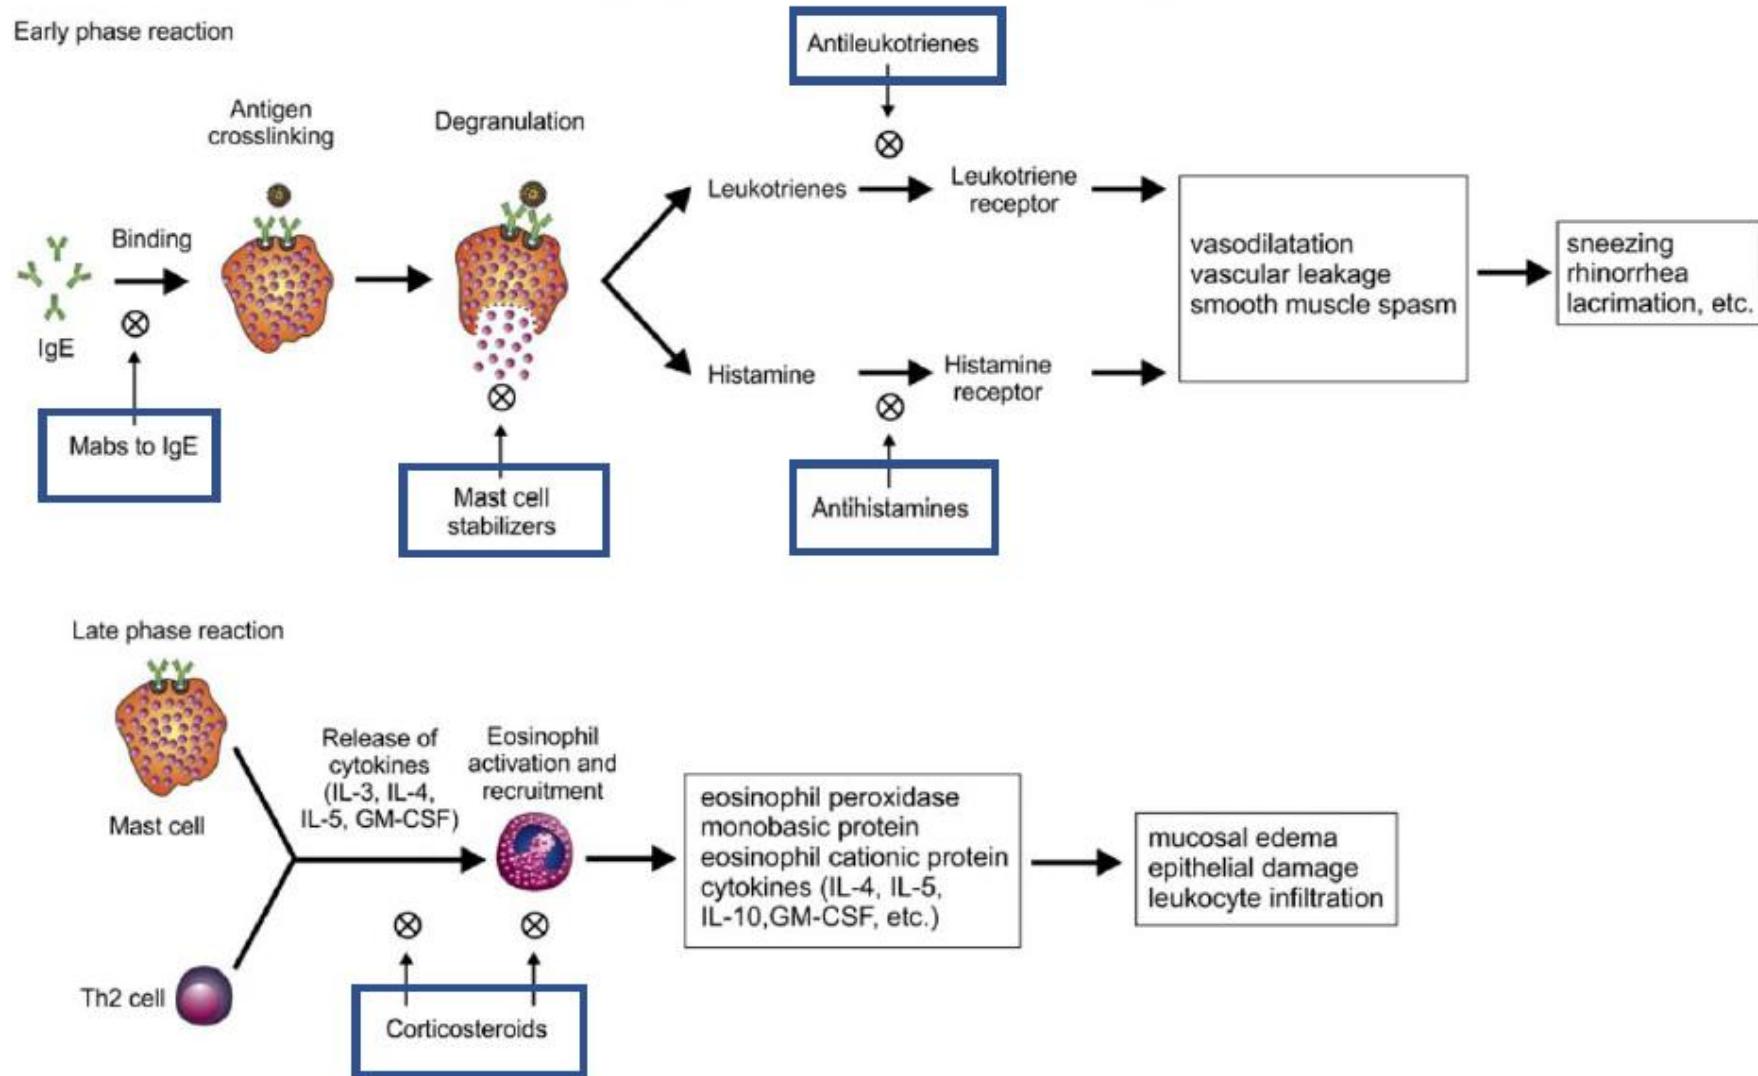 Early phase reaction
Antileukotrienes
Antigen
crosslinking
Degranulation
Binding
IgE
Mabs to IgE
Mast cell
stabilizers
Leukotrienes
Leukotriene
receptor
Histamine
Histamine
receptor
Antihistamines
vasodilatation
vascular leakage
smooth muscle spasm
sneezing
rhinorrhea
lacrimation, etc.
Late phase reaction
Mast cell
Th2 cell
Release of
cytokines
(IL-3, IL-4,
IL-5, GM-CSF)
Eosinophil
activation and
recruitment
Corticosteroids
eosinophil peroxidase
monobasic protein
eosinophil cationic protein
cytokines (IL-4, IL-5,
IL-10,GM-CSF, etc.)
mucosal edema
epithelial damage
leukocyte infiltration